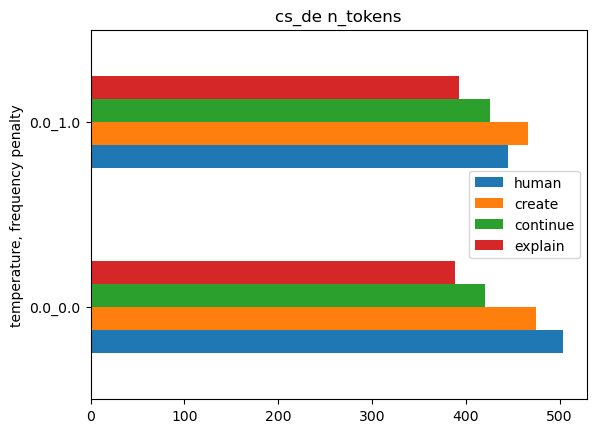 cs_de n_tokens
temperature, frequency penalty
0.0_1.0
0.0_0.0
human
create
continue
explain
0 100 200 300 400 500